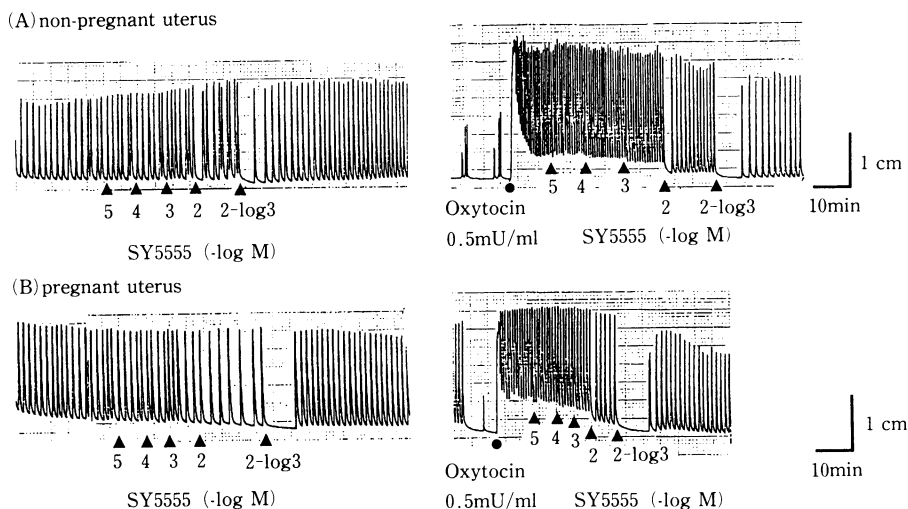 (A) non-pregnant uterus
5 4 3 2 2-log3
SY5555 (-log M)
5 4 3 2 2-log3
Oxytocin
0.5mU/ml SY5555 (-log M)
1 cm
10min
(B) pregnant uterus
5 4 3 2 2-log3
SY5555 (-log M)
5 4 3 2 2-log3
Oxytocin
0.5mU/ml SY5555 (-log M)
1 cm
10min